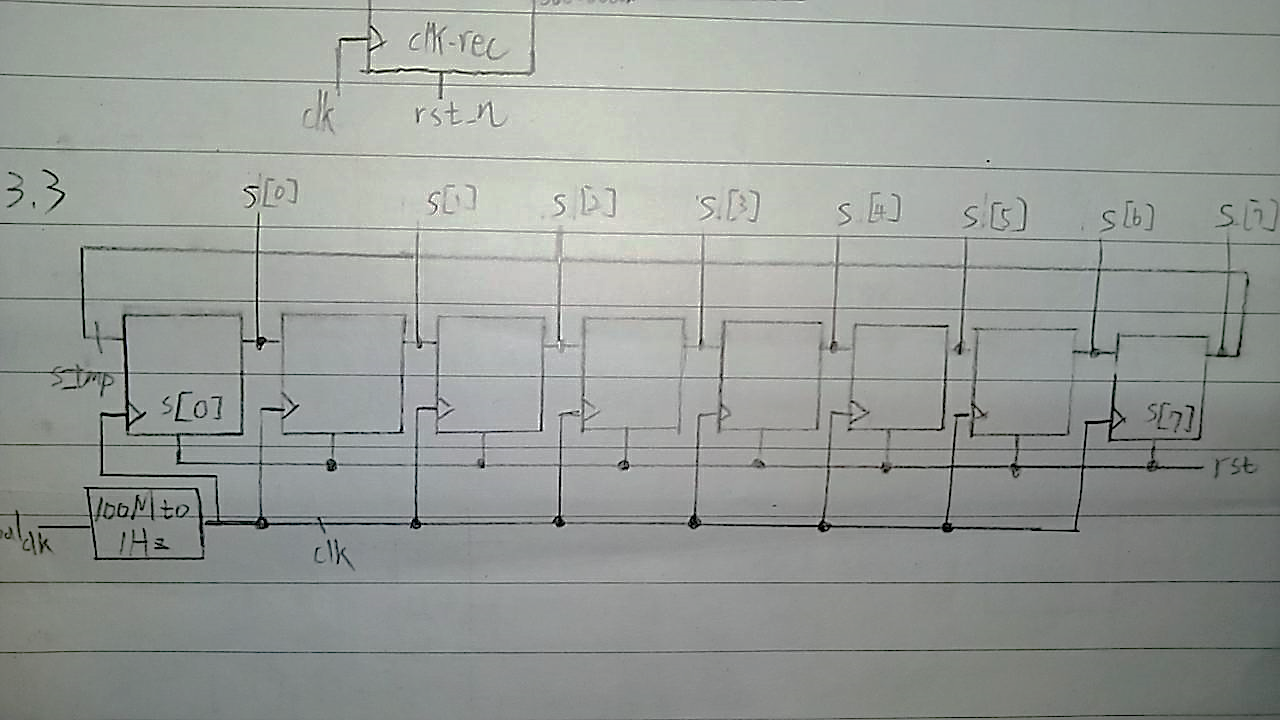 clk-rec
clk
rst_n
3.3
s[0] s[1] s[2] s[3] s[4] s[5] s[6] s[7]
s_tmp
s[0]
s[7]
rst
100M to
1Hz
clk
clk